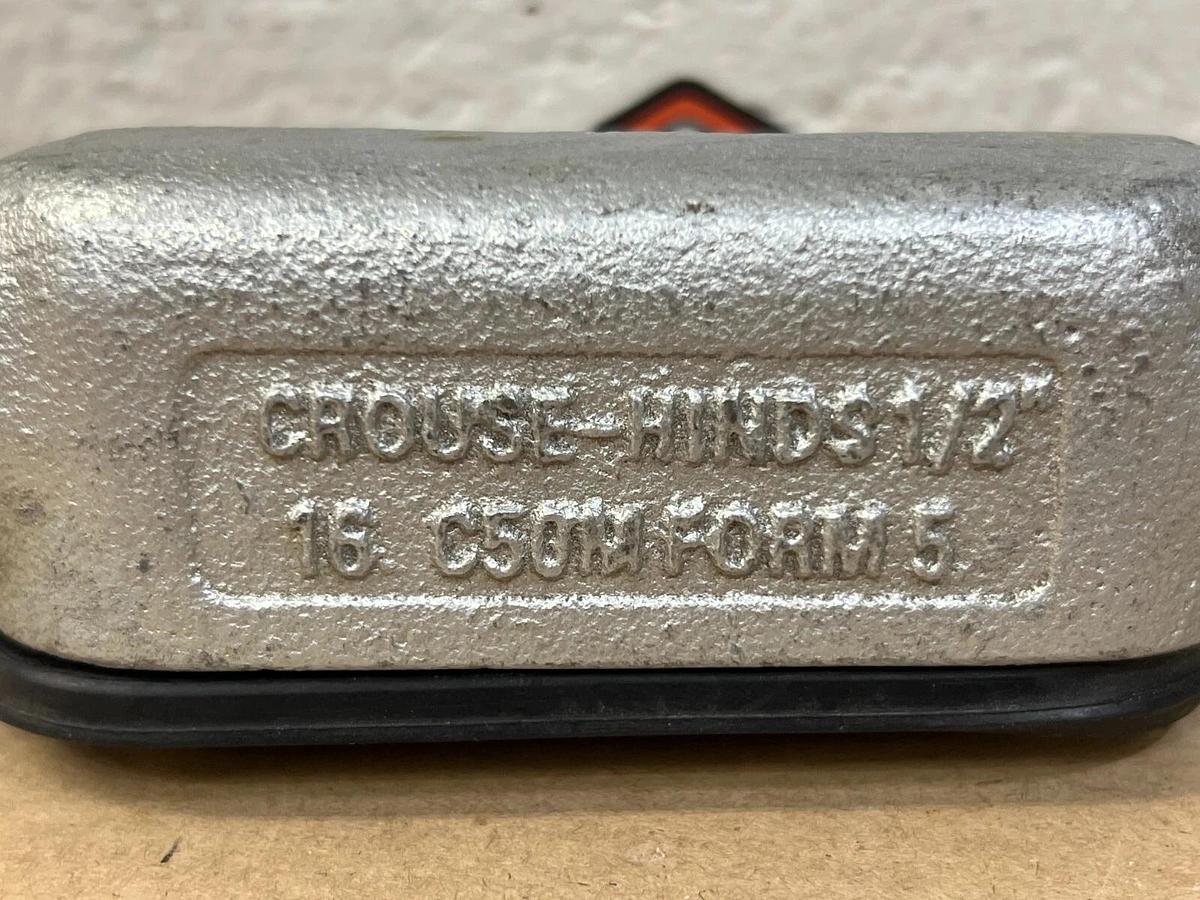 CROUSE-HINDS 1/2"
16 C50M FORM 5